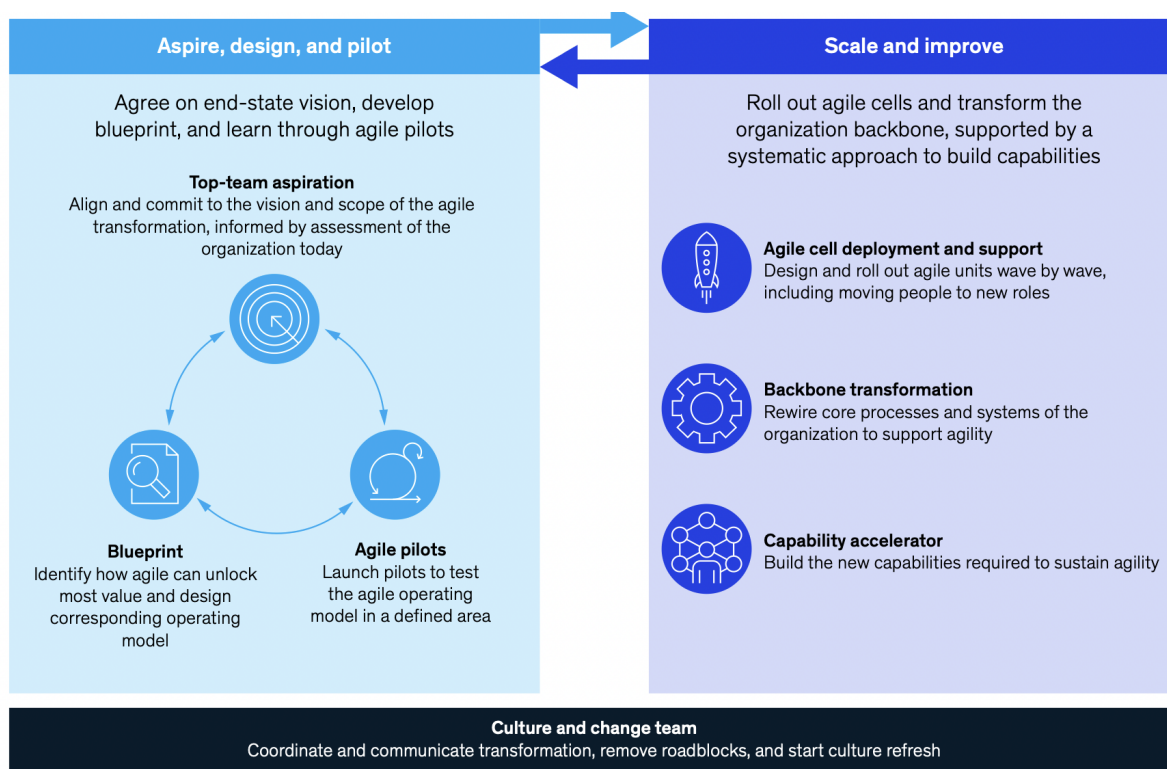 Aspire, design, and pilot
Agree on end-state vision, develop
blueprint, and learn through agile pilots
Top-team aspiration
Align and commit to the vision and scope of the agile
transformation, informed by assessment of the
organization today
Blueprint
Identify how agile can unlock
most value and design
corresponding operating
model
Agile pilots
Launch pilots to test
the agile operating
model in a defined area
Scale and improve
Roll out agile cells and transform the
organization backbone, supported by a
systematic approach to build capabilities
Agile cell deployment and support
Design and roll out agile units wave by wave,
including moving people to new roles
Backbone transformation
Rewire core processes and systems of the
organization to support agility
Capability accelerator
Build the new capabilities required to sustain agility
Culture and change team
Coordinate and communicate transformation, remove roadblocks, and start culture refresh